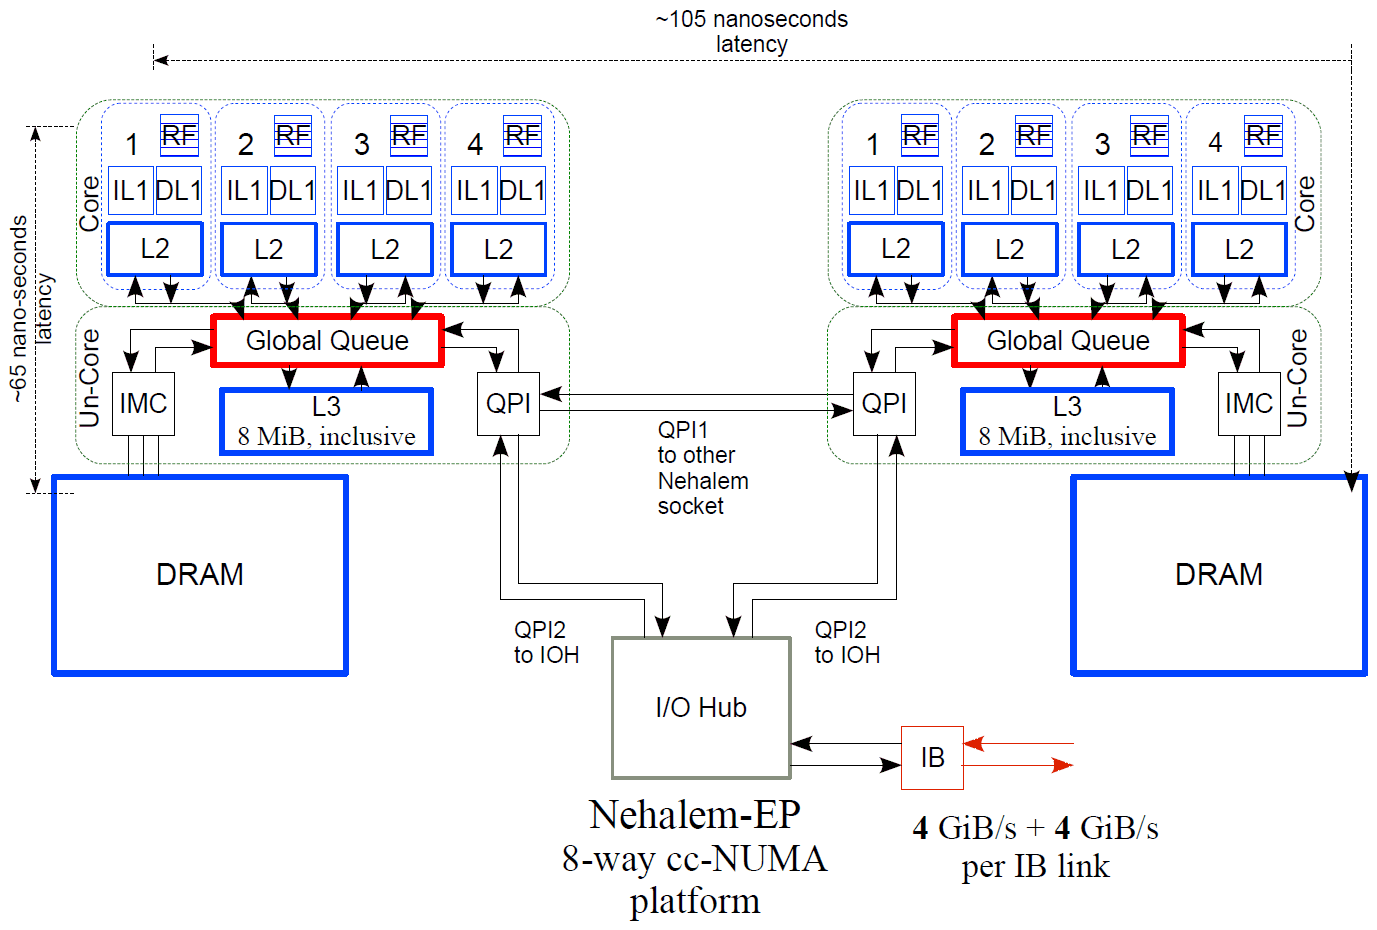 ~105 nanoseconds
latency
~65 nano-seconds
latency
Core
1 RF 2 RF 3 RF 4 RF
IL1 DL1 IL1 DL1 IL1 DL1 IL1 DL1
L2 L2 L2 L2
Un-Core
Global Queue
IMC
L3
8 MiB, inclusive
QPI
DRAM
1 RF 2 RF 3 RF 4 RF
IL1 DL1 IL1 DL1 IL1 DL1 IL1 DL1
L2 L2 L2 L2
Core
Global Queue
QPI
L3
8 MiB, inclusive
IMC
Un-Core
DRAM
QPI1
to other
Nehalem
socket
QPI2
to IOH
QPI2
to IOH
I/O Hub
IB
Nehalem-EP
8-way cc-NUMA
platform
4 GiB/s + 4 GiB/s
per IB link